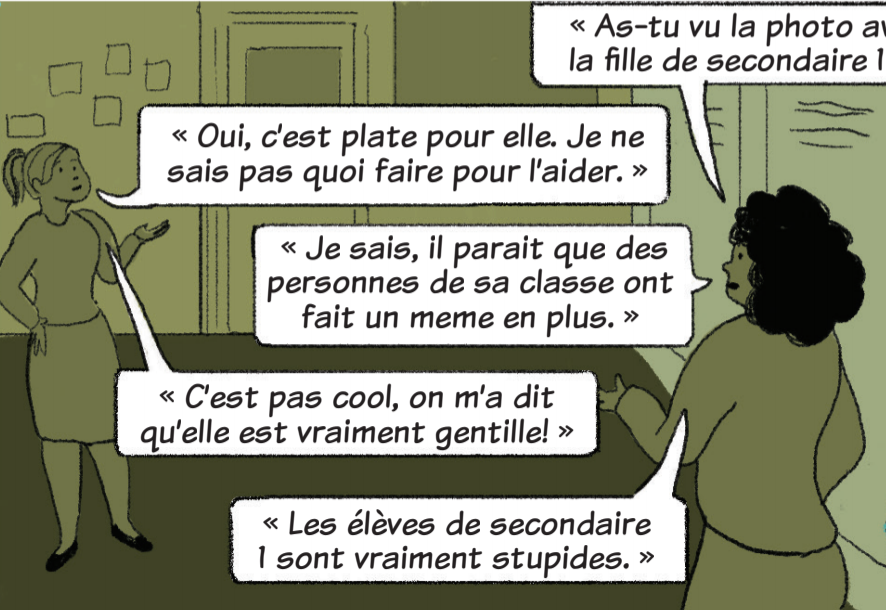 « As-tu vu la photo
la fille de secondaire 1
« Oui, c'est plate pour elle. Je ne
sais pas quoi faire pour l'aider. »
« Je sais, il parait que des
personnes de sa classe ont
fait un meme en plus. »
« C'est pas cool, on m'a dit
qu'elle est vraiment gentille! »
« Les élèves de secondaire
1 sont vraiment stupides. »